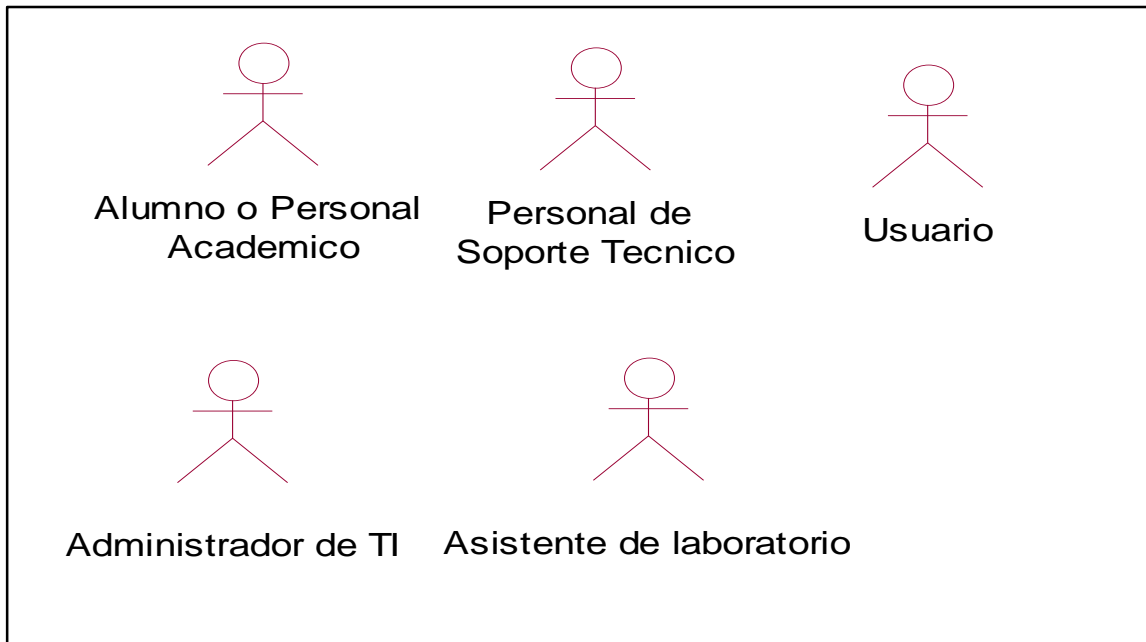 Alumno o Personal
Academico
Personal de
Soporte Tecnico
Usuario
Administrador de TI
Asistente de laboratorio